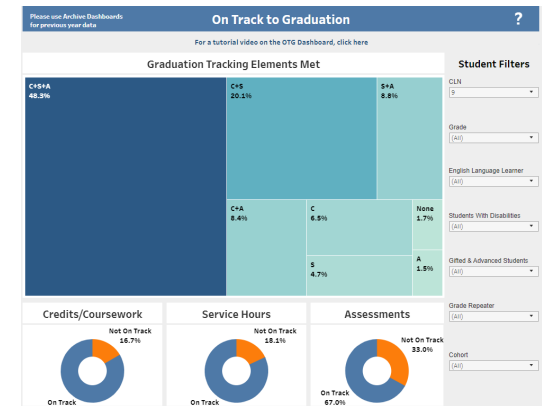 Please use Archive Dashboards
for previous year data
On Track to Graduation
?
For a tutorial video on the OTG Dashboard, click here
Graduation Tracking Elements Met
C+S+A
48.3%
C+S
20.1%
S+A
8.8%
C+A
8.4%
C
6.5%
None
1.7%
S
4.7%
A
1.5%
Student Filters
CLN
9
Grade
(All)
English Language Learner
(All)
Students With Disabilities
(All)
Gifted & Advanced Students
(All)
Grade Repeater
(All)
Cohort
(All)
Credits/Coursework
Not On Track
16.7%
On Track
Service Hours
Not On Track
18.1%
On Track
Assessments
Not On Track
33.0%
On Track
67.0%